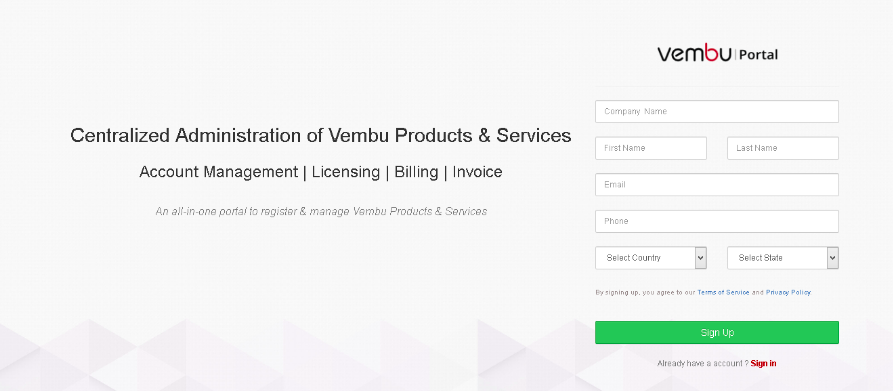 vembu | Portal
Company Name
Centralized Administration of Vembu Products & Services
First Name Last Name
Account Management | Licensing | Billing | Invoice
Email
An all-in-one portal to register & manage Vembu Products & Services
Phone
Select Country Select State
By signing up, you agree to our Terms of Service and Privacy Policy
Sign Up
Already have a account ? Sign in